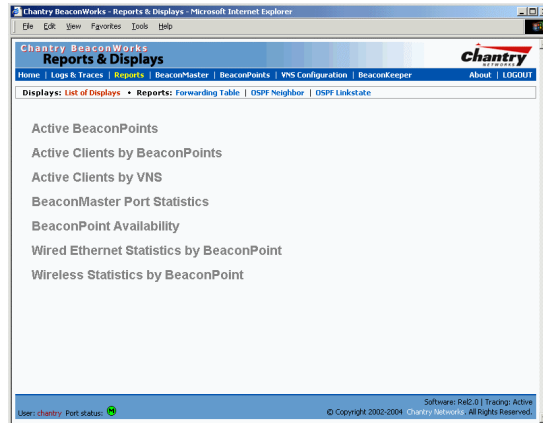 Chantry BeaconWorks - Reports & Displays - Microsoft Internet Explorer
File Edit View Favorites Tools Help
Chantry BeaconWorks
Reports & Displays
chantry
NETWORKS
Home | Logs & Traces | Reports | BeaconMaster | BeaconPoints | VNS Configuration | BeaconKeeper About | LOGOUT
Displays: List of Displays • Reports: Forwarding Table | OSPF Neighbor | OSPF Linkstate
Active BeaconPoints
Active Clients by BeaconPoints
Active Clients by VNS
BeaconMaster Port Statistics
BeaconPoint Availability
Wired Ethernet Statistics by BeaconPoint
Wireless Statistics by BeaconPoint
Software: Rel2.0 | Tracing: Active
User: chantry Port status: M © Copyright 2002-2004 Chantry Networks. All Rights Reserved.